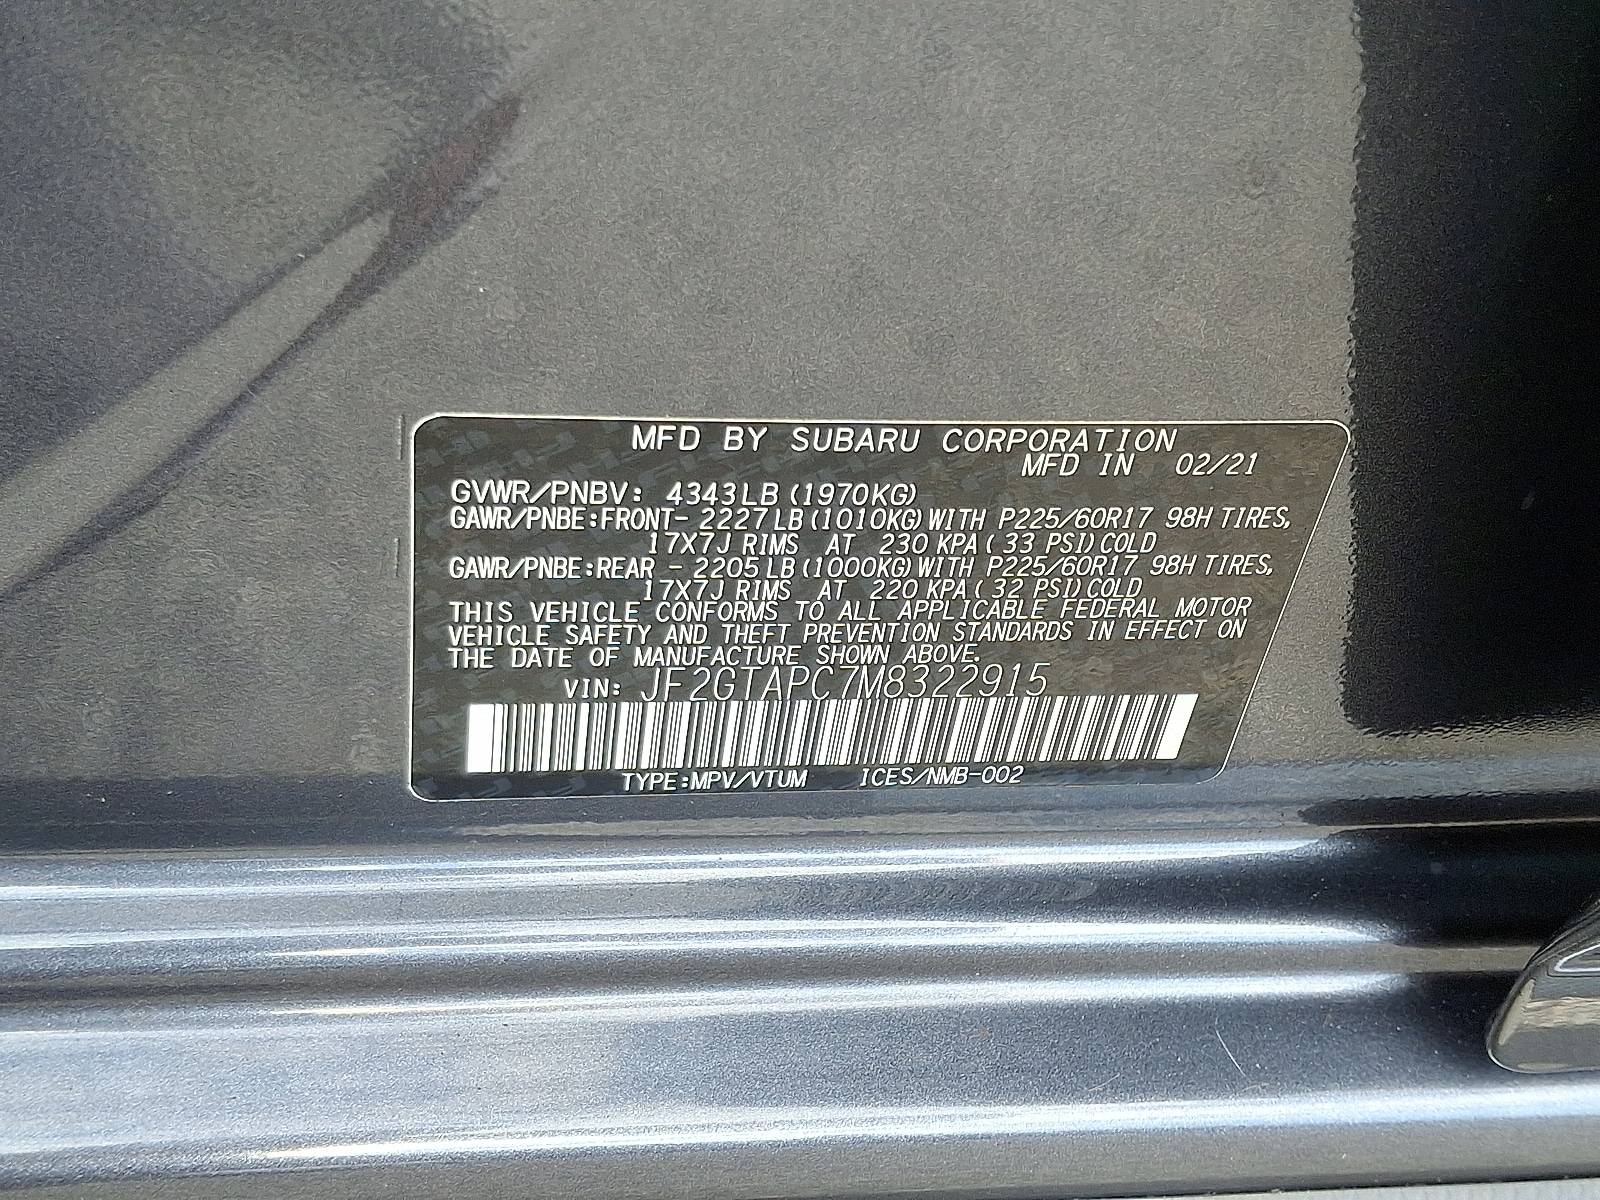 MFD BY SUBARU CORPORATION
MFD IN 02/21
GVWR/PNBV: 4343LB (1970KG)
GAWR/PNBE:FRONT- 2227LB (1010KG) WITH P225/60R17 98H TIRES,
17X7J RIMS AT 230 KPA ( 33 PSI) COLD
GAWR/PNBE:REAR - 2205LB (1000KG) WITH P225/60R17 98H TIRES,
17X7J RIMS AT 220 KPA ( 32 PSI) COLD
THIS VEHICLE CONFORMS TO ALL APPLICABLE FEDERAL MOTOR
VEHICLE SAFETY AND THEFT PREVENTION STANDARDS IN EFFECT ON
THE DATE OF MANUFACTURE SHOWN ABOVE.
VIN: JF2GTAPC7M8322915
TYPE:MPV/VTUM ICES/NMB-002